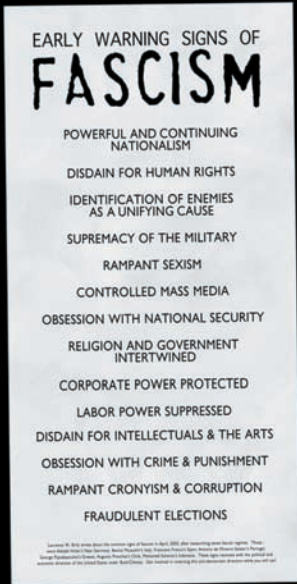 EARLY WARNING SIGNS OF
FASCISM
POWERFUL AND CONTINUING
NATIONALISM
DISDAIN FOR HUMAN RIGHTS
IDENTIFICATION OF ENEMIES
AS A UNIFYING CAUSE
SUPREMACY OF THE MILITARY
RAMPANT SEXISM
CONTROLLED MASS MEDIA
OBSESSION WITH NATIONAL SECURITY
RELIGION AND GOVERNMENT
INTERTWINED
CORPORATE POWER PROTECTED
LABOR POWER SUPPRESSED
DISDAIN FOR INTELLECTUALS & THE ARTS
OBSESSION WITH CRIME & PUNISHMENT
RAMPANT CRONYISM & CORRUPTION
FRAUDULENT ELECTIONS